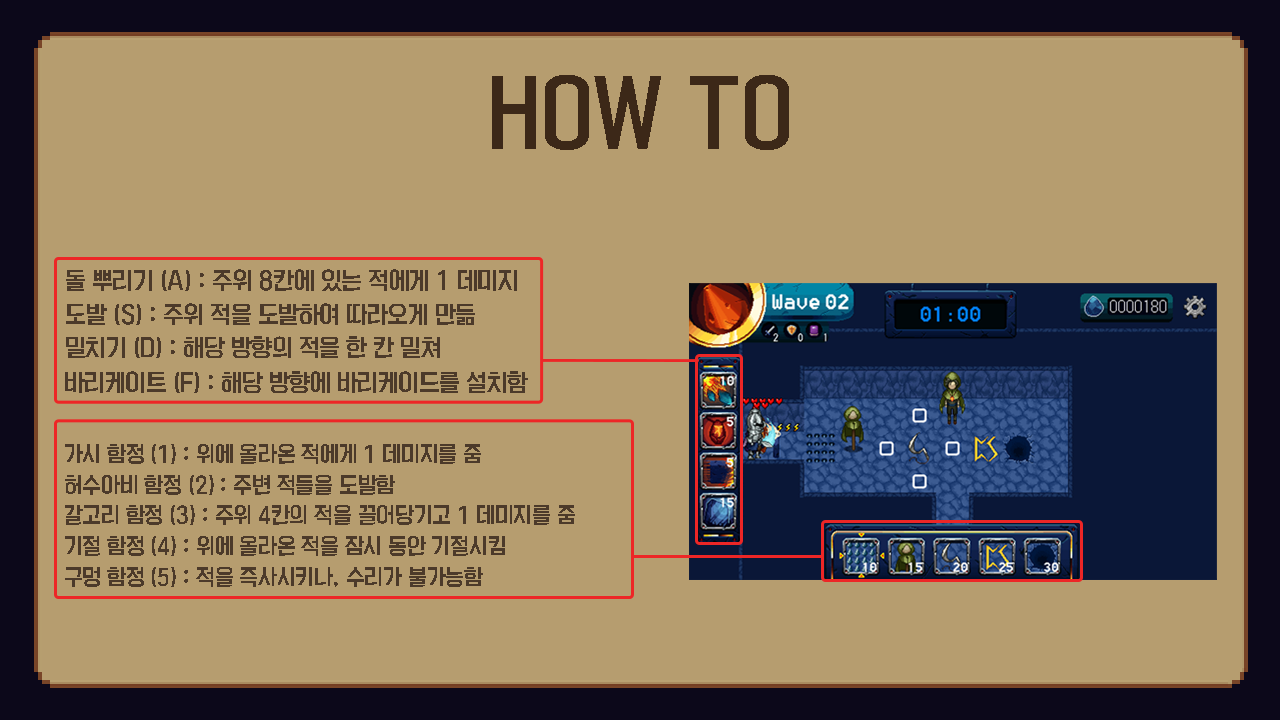 HOW TO
돌 뿌리기 (A) : 주위 8칸에 있는 적에게 1 데미지
도발 (S) : 주위 적을 도발하여 따라오게 만듦
밀치기 (D) : 해당 방향의 적을 한 칸 밀쳐
바리케이트 (F) : 해당 방향에 바리케이드를 설치함
가시 함정 (1) : 위에 올라온 적에게 1 데미지를 줌
허수아비 함정 (2) : 주변 적들을 도발함
갈고리 함정 (3) : 주위 4칸의 적을 끌어당기고 1 데미지를 줌
기절 함정 (4) : 위에 올라온 적을 잠시 동안 기절시킴
구멍 함정 (5) : 적을 즉사시키나, 수리가 불가능함
Wave 02
01:00
0000180
2 0 1
10
5
5
15
10 15 20 25 30